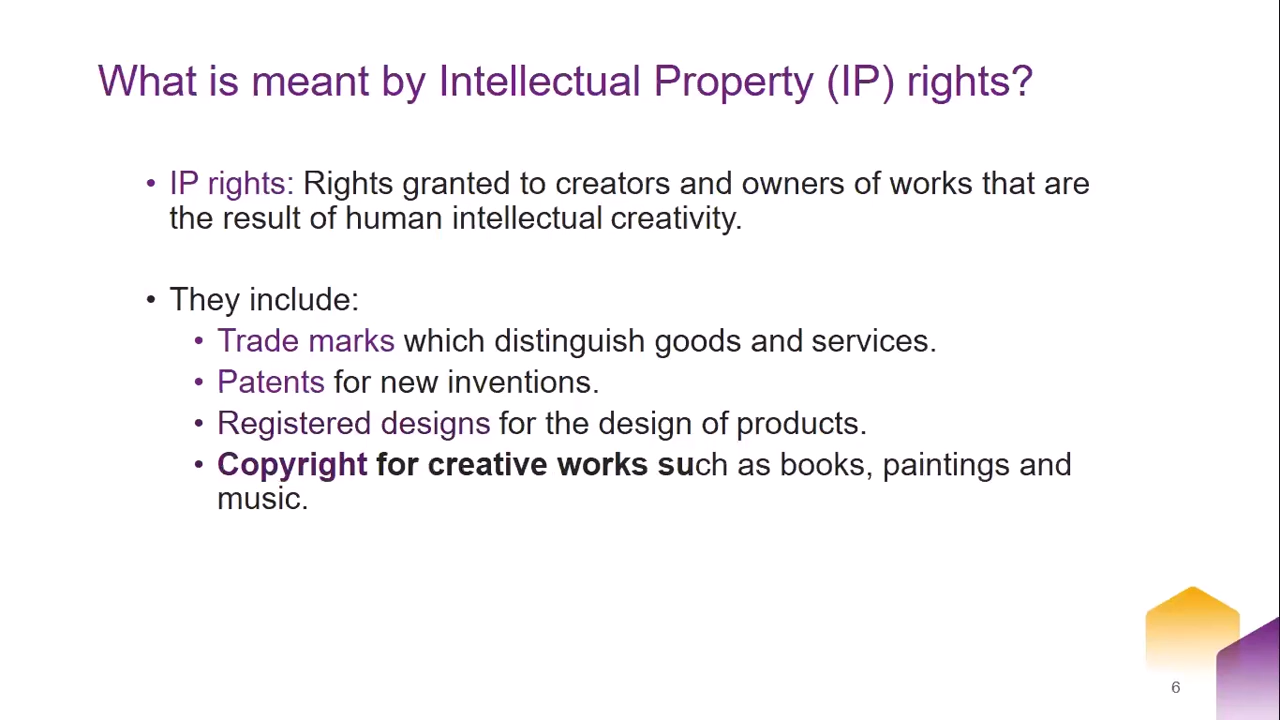 What is meant by Intellectual Property (IP) rights?
• IP rights: Rights granted to creators and owners of works that are
the result of human intellectual creativity.
• They include:
• Trade marks which distinguish goods and services.
• Patents for new inventions.
• Registered designs for the design of products.
• Copyright for creative works such as books, paintings and
music.
6